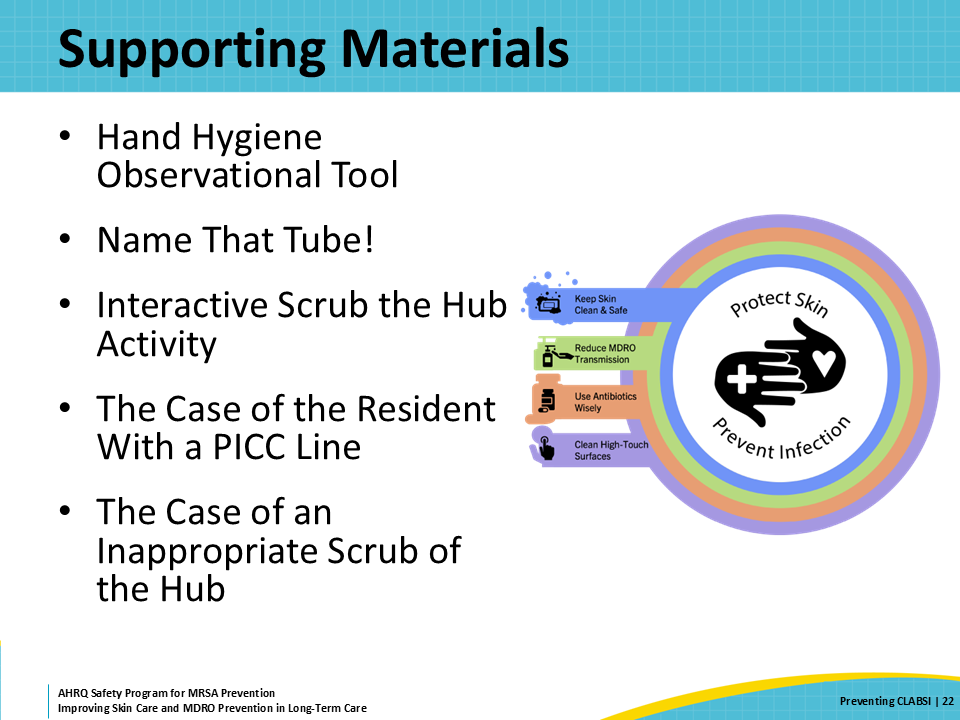 Supporting Materials
• Hand Hygiene
Observational Tool
• Name That Tube!
• Interactive Scrub the Hub
Activity
• The Case of the Resident
With a PICC Line
• The Case of an
Inappropriate Scrub of
the Hub
Keep Skin
Clean & Safe
Reduce MDRO
Transmission
Use Antibiotics
Wisely
Clean High-Touch
Surfaces
Protect Skin
Prevent Infection
AHRQ Safety Program for MRSA Prevention
Improving Skin Care and MDRO Prevention in Long-Term Care
Preventing CLABSI | 22